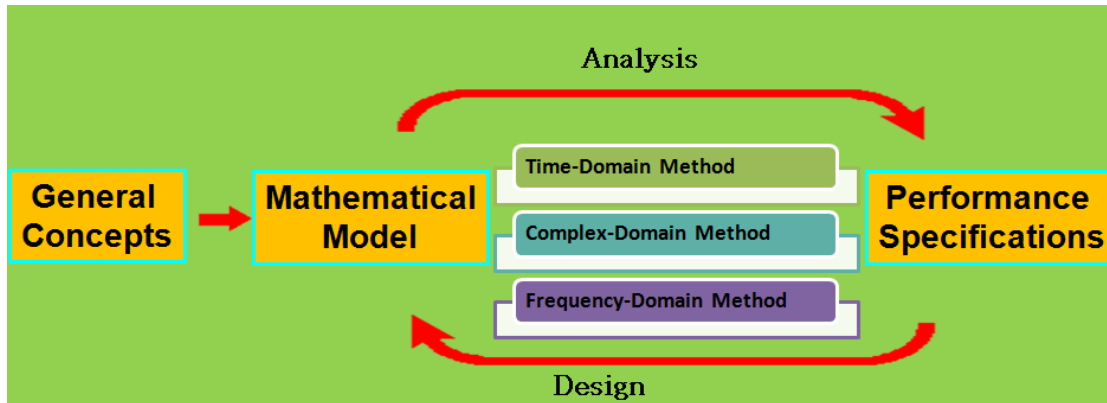 Analysis
General
Concepts
Mathematical
Model
Time-Domain Method
Complex-Domain Method
Frequency-Domain Method
Performance
Specifications
Design